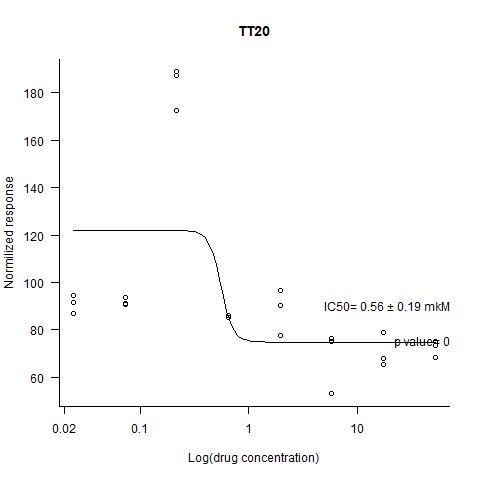 TT20
Normilized response
180
160
140
120
100
80
60
IC50= 0.56 ± 0.19 mkM
p value= 0
0.02 0.1 1 10
Log(drug concentration)